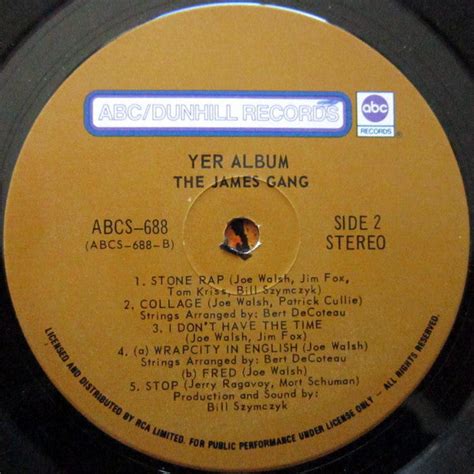 ABC/DUNHILL RECORDS
abc
RECORDS
YER ALBUM
THE JAMES GANG
ABCS-688
(ABCS-688-B)
SIDE 2
STEREO
1. STONE RAP (Joe Walsh, Jim Fox,
Tom Kriss, Bill Szymczyk)
2. COLLAGE (Joe Walsh, Patrick Cullie)
Strings Arranged by: Bert DeCoteau
3. I DON'T HAVE THE TIME
(Joe Walsh, Jim Fox)
4. (a) WRAPCITY IN ENGLISH (Joe Walsh)
Strings Arranged by: Bert DeCoteau
(b) FRED (Joe Walsh)
5. STOP (Jerry Ragavoy, Mort Schuman)
Production and Sound by:
Bill Szymczyk
LICENSED AND DISTRIBUTED BY RCA LIMITED. FOR PUBLIC PERFORMANCE UNDER LICENSE ONLY - ALL RIGHTS RESERVED.